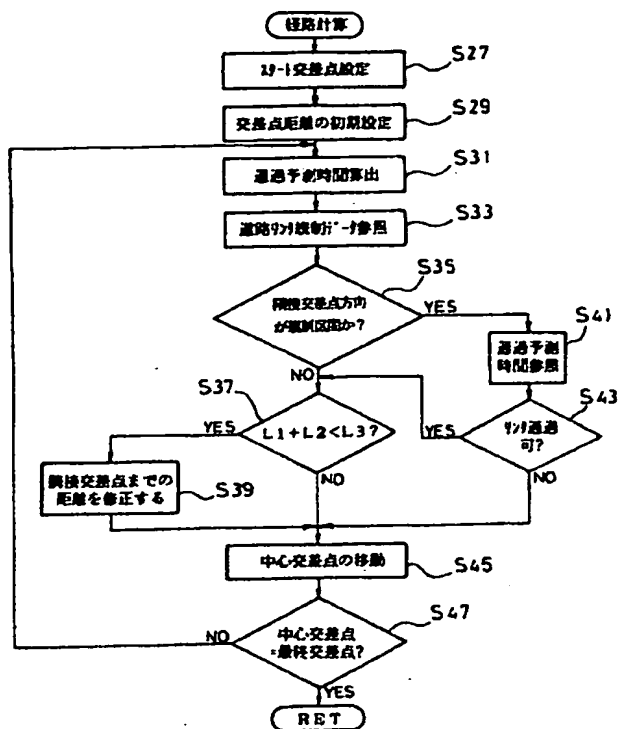 経路計算
スタート交差点設定
S27
交差点距離の初期設定
S29
通過予測時間算出
S31
道路リンク規制データ参照
S33
隣接交差点方向
が規制区間か?
S35
YES
NO
通過予測
時間参照
S41
リンク通過
可?
S43
YES
NO
L1+L2<L3?
S37
YES
NO
隣接交差点までの
距離を修正する
S39
中心交差点の移動
S45
中心交差点
=最終交差点?
S47
NO
YES
RET